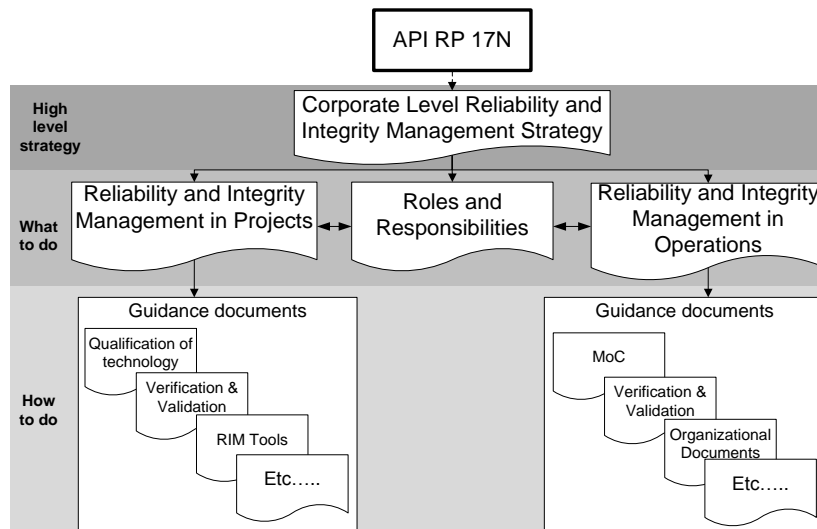 API RP 17N
High
level
strategy
Corporate Level Reliability and
Integrity Management Strategy
What
to do
Reliability and Integrity
Management in Projects
Roles and
Responsibilities
Reliability and Integrity
Management in
Operations
How
to do
Guidance documents
Qualification of
technology
Verification &
Validation
RIM Tools
Etc.....
Guidance documents
MoC
Verification &
Validation
Organizational
Documents
Etc.....